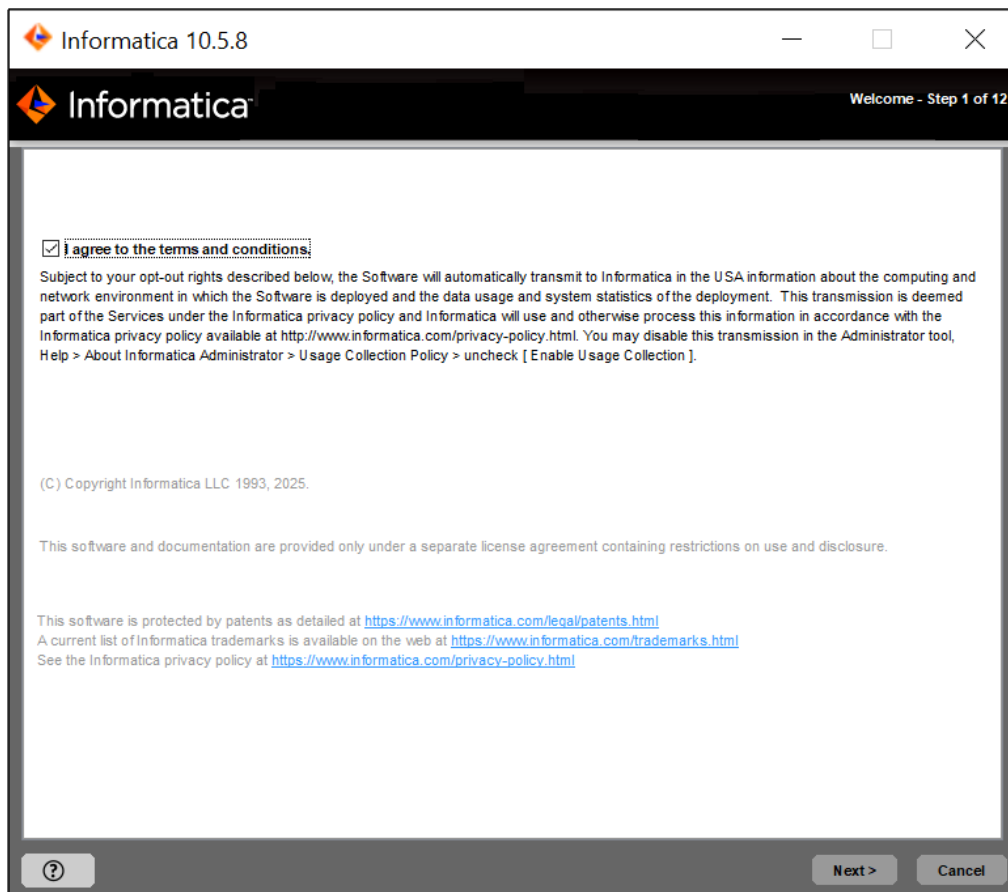 Informatica 10.5.8
Informatica
Welcome - Step 1 of 12
I agree to the terms and conditions.
Subject to your opt-out rights described below, the Software will automatically transmit to Informatica in the USA information about the computing and
network environment in which the Software is deployed and the data usage and system statistics of the deployment. This transmission is deemed
part of the Services under the Informatica privacy policy and Informatica will use and otherwise process this information in accordance with the
Informatica privacy policy available at http://www.informatica.com/privacy-policy.html. You may disable this transmission in the Administrator tool,
Help > About Informatica Administrator > Usage Collection Policy > uncheck [ Enable Usage Collection ].
(C) Copyright Informatica LLC 1993, 2025.
This software and documentation are provided only under a separate license agreement containing restrictions on use and disclosure.
This software is protected by patents as detailed at https://www.informatica.com/legal/patents.html
A current list of Informatica trademarks is available on the web at https://www.informatica.com/trademarks.html
See the Informatica privacy policy at https://www.informatica.com/privacy-policy.html
?
Next >
Cancel